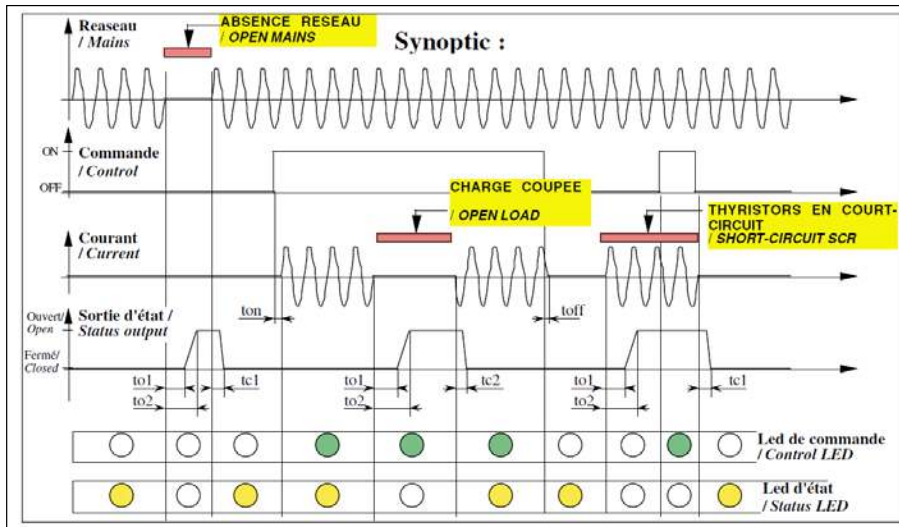 Reaseau
/ Mains
ABSENCE RESEAU
/ OPEN MAINS
Synoptic :
ON
Commande
/ Control
OFF
CHARGE COUPEE
/ OPEN LOAD
THYRISTORS EN COURT-
CIRCUIT
/ SHORT-CIRCUIT SCR
Courant
/ Current
ton
toff
Ouvert/
Open
Sortie d'état /
Status output
Fermé/
Closed
to1
tc1
to2
to1
tc2
to2
to1
tc1
to2
Led de commande
/ Control LED
Led d'état
/ Status LED